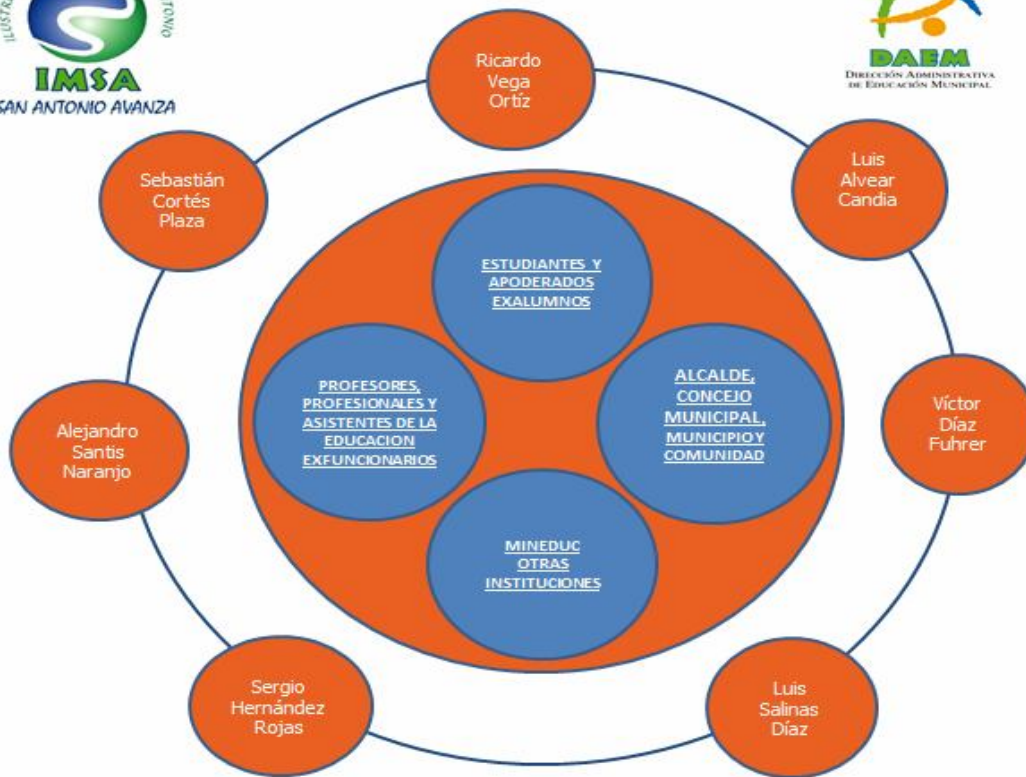 ILUSTR
TONIO
IMSA
SAN ANTONIO AVANZA
DAEM
DIRECCIÓN ADMINISTRATIVA
DE EDUCACIÓN MUNICIPAL
Ricardo
Vega
Ortíz
Sebastián
Cortés
Plaza
Luis
Alvear
Candia
ESTUDIANTES Y
APODERADOS
EXALUMNOS
PROFESORES,
PROFESIONALES Y
ASISTENTES DE LA
EDUCACION
EXFUNCIONARIOS
ALCALDE,
CONCEJO
MUNICIPAL,
MUNICIPIO Y
COMUNIDAD
Alejandro
Santis
Naranjo
Víctor
Díaz
Fuhrer
MINEDUC
OTRAS
INSTITUCIONES
Sergio
Hernández
Rojas
Luis
Salinas
Díaz